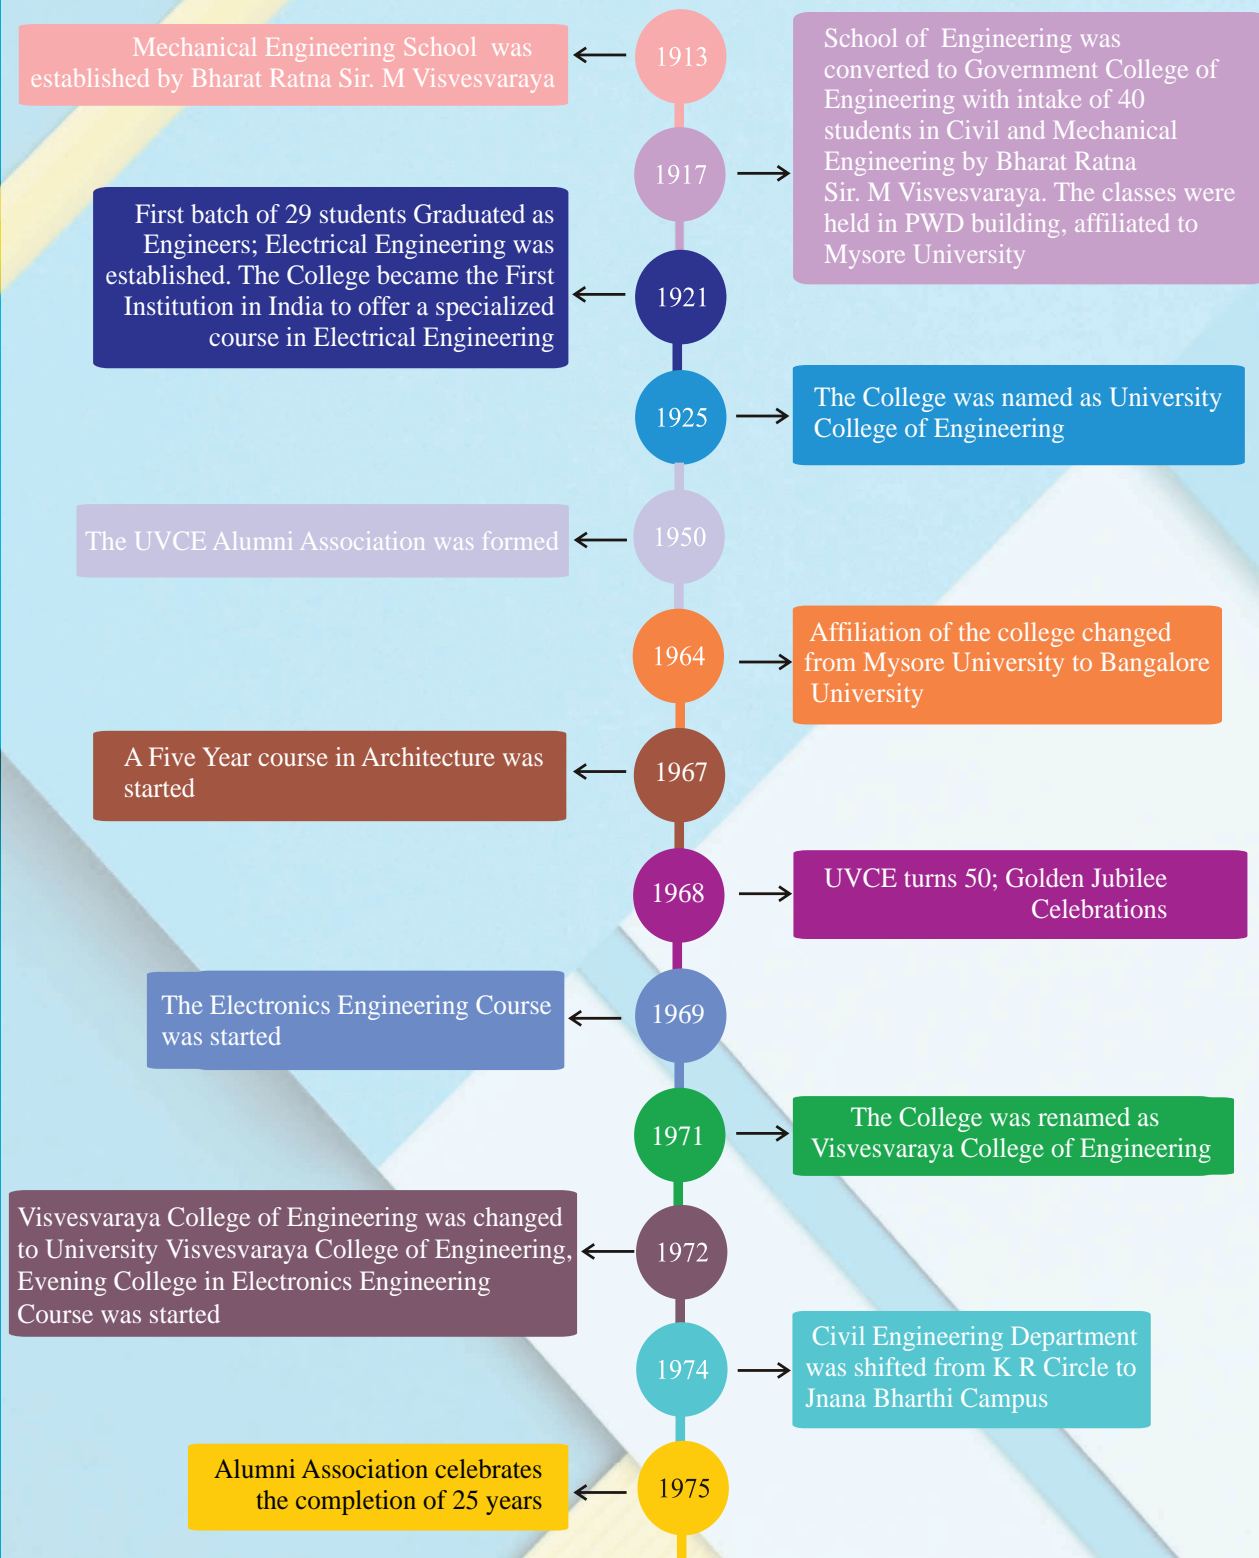 1913
Mechanical Engineering School was
established by Bharat Ratna Sir. M Visvesvaraya
1917
School of Engineering was
converted to Government College of
Engineering with intake of 40
students in Civil and Mechanical
Engineering by Bharat Ratna
Sir. M Visvesvaraya. The classes were
held in PWD building, affiliated to
Mysore University
1921
First batch of 29 students Graduated as
Engineers; Electrical Engineering was
established. The College became the First
Institution in India to offer a specialized
course in Electrical Engineering
1925
The College was named as University
College of Engineering
1950
The UVCE Alumni Association was formed
1964
Affiliation of the college changed
from Mysore University to Bangalore
University
1967
A Five Year course in Architecture was
started
1968
UVCE turns 50; Golden Jubilee
Celebrations
1969
The Electronics Engineering Course
was started
1971
The College was renamed as
Visvesvaraya College of Engineering
1972
Visvesvaraya College of Engineering was changed
to University Visvesvaraya College of Engineering,
Evening College in Electronics Engineering
Course was started
1974
Civil Engineering Department
was shifted from K R Circle to
Jnana Bharthi Campus
1975
Alumni Association celebrates
the completion of 25 years